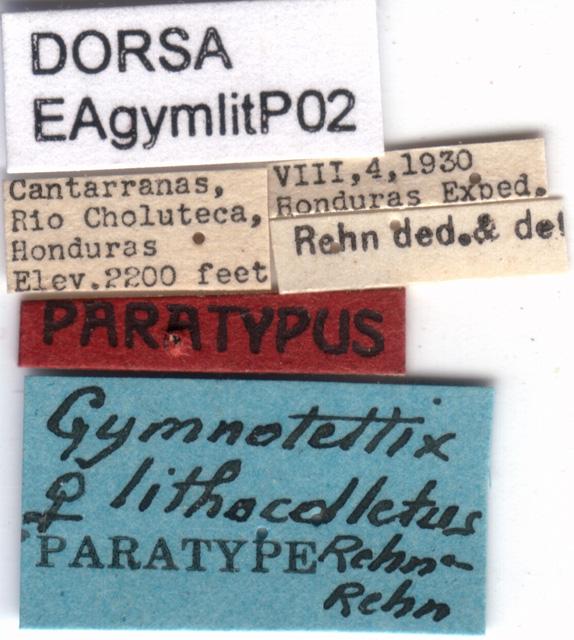 DORSA
EAgymlitP02
Cantarranas,
Rio Choluteca,
Honduras
Elev.2200 feet
VIII,4,1930
Honduras Exped.
Rehn ded.& det
PARATYPUS
Gymnotettix
♀ lithocolletus
PARATYPE Rehn-
Rehn